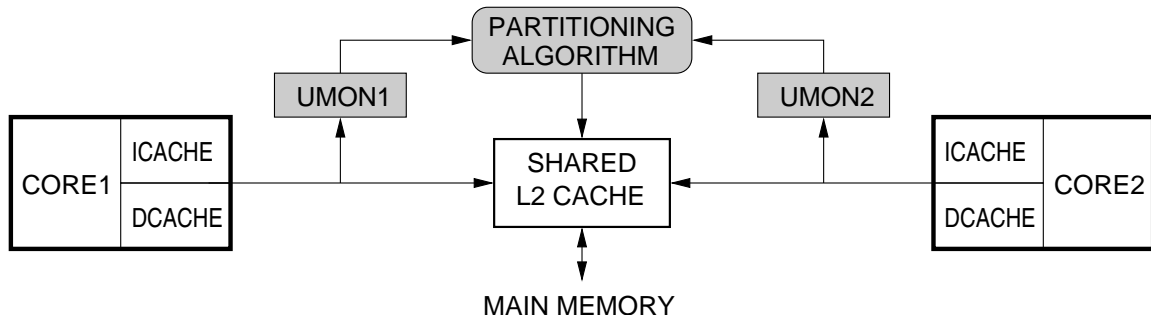 PARTITIONING
ALGORITHM
UMON1
UMON2
CORE1
ICACHE
DCACHE
SHARED
L2 CACHE
ICACHE
DCACHE
CORE2
MAIN MEMORY